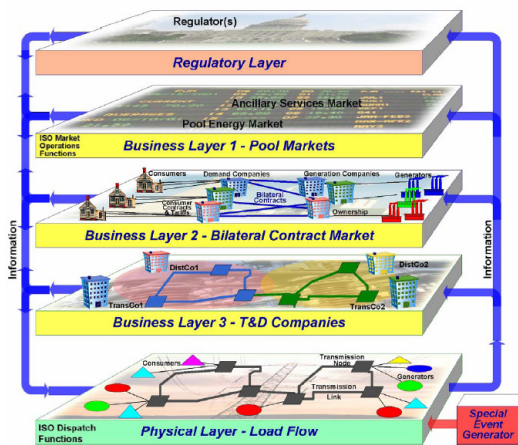 Regulator(s)
Regulatory Layer
Ancillary Services Market
Pool Energy Market
ISO Market
Operations
Functions
Business Layer 1 - Pool Markets
Consumers
Demand Companies
Generation Companies
Generators
Bilateral
Contracts
Consumer
Contracts
Ownership
Business Layer 2 - Bilateral Contract Market
Information
Information
DistCo1
DistCo2
TransCo1
TransCo2
Business Layer 3 - T&D Companies
Consumers
Transmission
Node
Generators
Transmission
Link
ISO Dispatch
Functions
Physical Layer - Load Flow
Special
Event
Generator